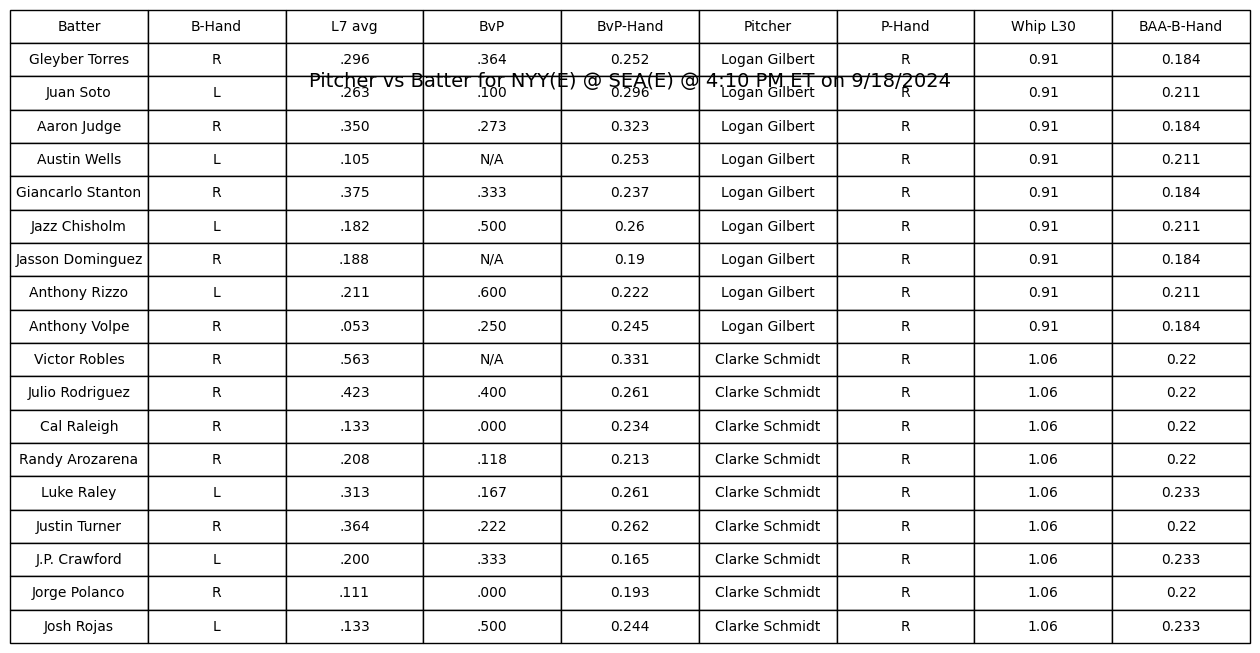 Batter B-Hand L7 avg BvP BvP-Hand Pitcher P-Hand Whip L30 BAA-B-Hand
Gleyber Torres R .296 .364 0.252 Logan Gilbert R 0.91 0.184
Pitcher vs Batter for NYY(E) @ SEA(E) @ 4:10 PM ET on 9/18/2024
Juan Soto L .263 .100 0.296 Logan Gilbert R 0.91 0.211
Aaron Judge R .350 .273 0.323 Logan Gilbert R 0.91 0.184
Austin Wells L .105 N/A 0.253 Logan Gilbert R 0.91 0.211
Giancarlo Stanton R .375 .333 0.237 Logan Gilbert R 0.91 0.184
Jazz Chisholm L .182 .500 0.26 Logan Gilbert R 0.91 0.211
Jasson Dominguez R .188 N/A 0.19 Logan Gilbert R 0.91 0.184
Anthony Rizzo L .211 .600 0.222 Logan Gilbert R 0.91 0.211
Anthony Volpe R .053 .250 0.245 Logan Gilbert R 0.91 0.184
Victor Robles R .563 N/A 0.331 Clarke Schmidt R 1.06 0.22
Julio Rodriguez R .423 .400 0.261 Clarke Schmidt R 1.06 0.22
Cal Raleigh R .133 .000 0.234 Clarke Schmidt R 1.06 0.22
Randy Arozarena R .208 .118 0.213 Clarke Schmidt R 1.06 0.22
Luke Raley L .313 .167 0.261 Clarke Schmidt R 1.06 0.233
Justin Turner R .364 .222 0.262 Clarke Schmidt R 1.06 0.22
J.P. Crawford L .200 .333 0.165 Clarke Schmidt R 1.06 0.233
Jorge Polanco R .111 .000 0.193 Clarke Schmidt R 1.06 0.22
Josh Rojas L .133 .500 0.244 Clarke Schmidt R 1.06 0.233